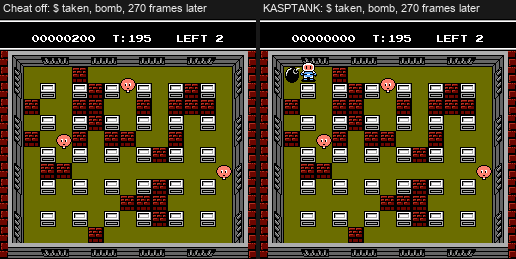 Cheat off: $ taken, bomb, 270 frames later
KASPTANK: $ taken, bomb, 270 frames later
00000200 T:195 LEFT 2
00000000 T:195 LEFT 2